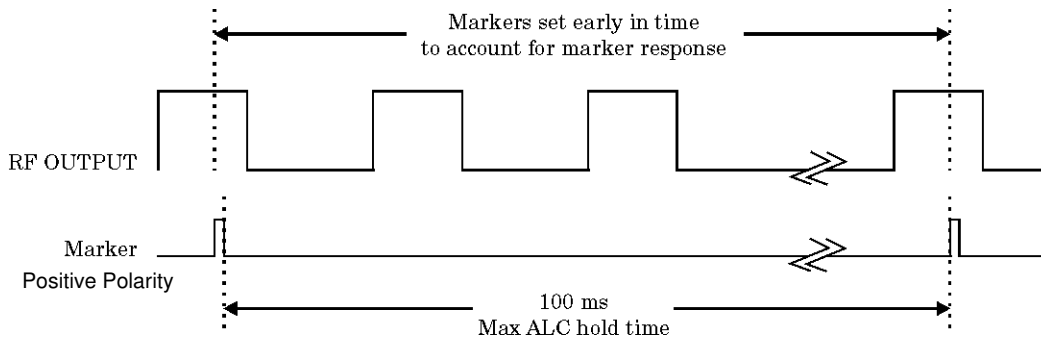 Markers set early in time
to account for marker response
RF OUTPUT
Marker
Positive Polarity
100 ms
Max ALC hold time